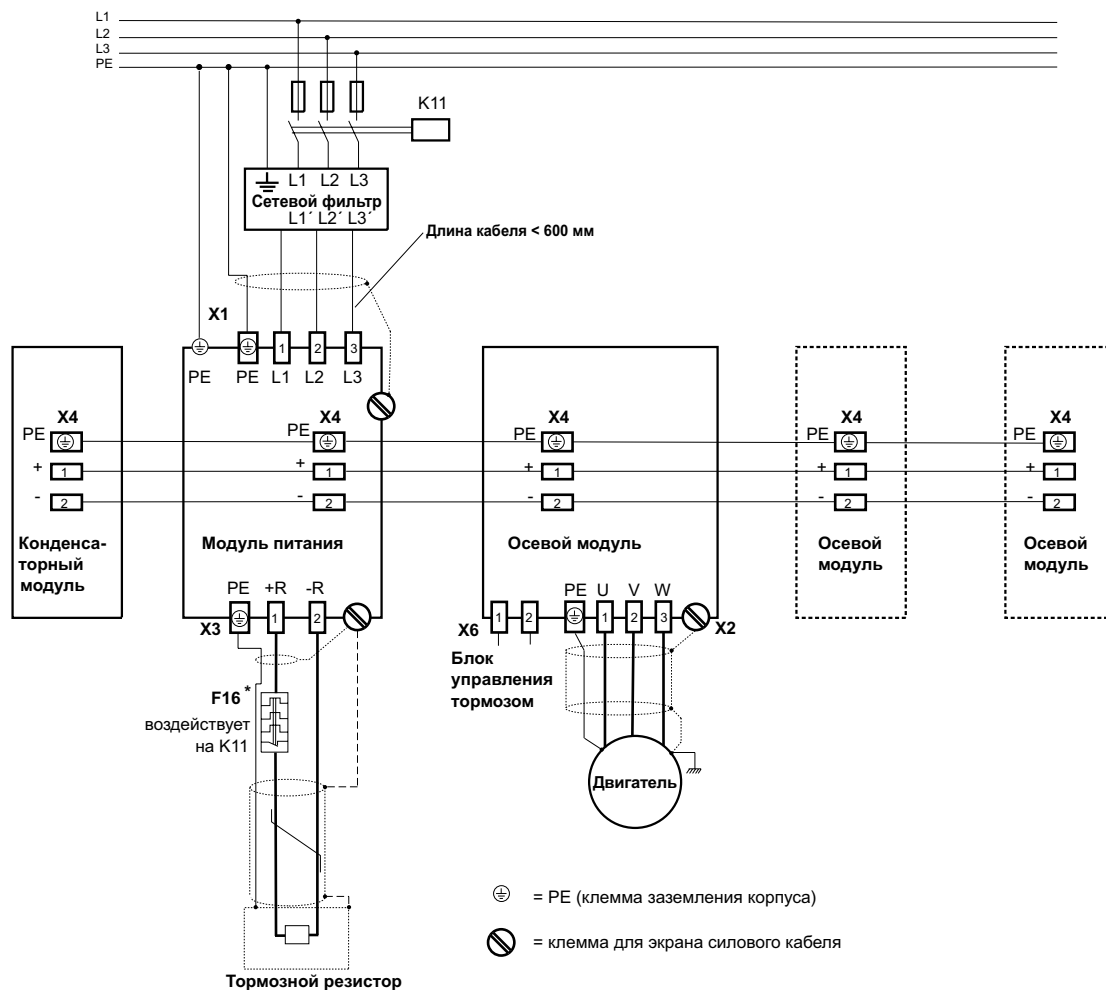 L1
L2
L3
PE
K11
L1 L2 L3
Сетевой фильтр
L1´ L2´ L3´
Длина кабеля < 600 мм
X1
1 2 3
PE PE L1 L2 L3
X4 X4 X4 X4 X4
PE PE PE PE PE
+ 1 + 1 + 1 + 1 + 1
- 2 - 2 - 2 - 2 - 2
Конденса-
торный
модуль
Модуль питания
Осевой модуль
Осевой
модуль
Осевой
модуль
PE +R -R
X3 1 2
PE U V W
X6 1 2 1 2 3 X2
Блок
управления
тормозом
F16 *
воздействует
на K11
Двигатель
= PE (клемма заземления корпуса)
= клемма для экрана силового кабеля
Тормозной резистор